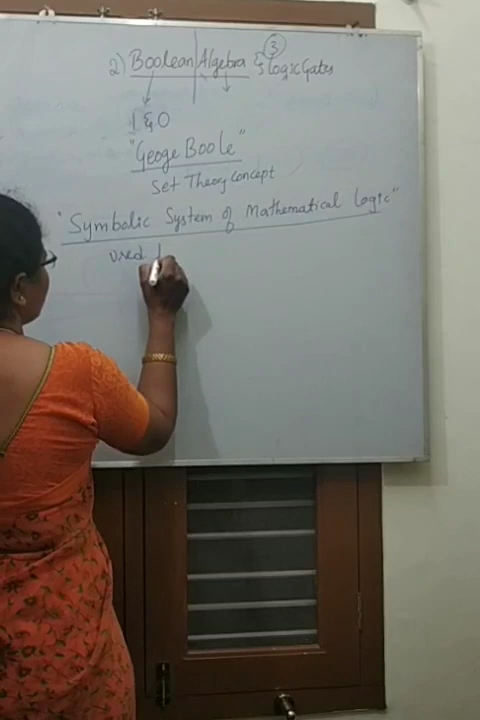 ③
2) Boolean Algebra & Logic Gates
1 & 0
"Geoge Boole"
Set Theory Concept
"Symbolic System of Mathematical Logic"
used